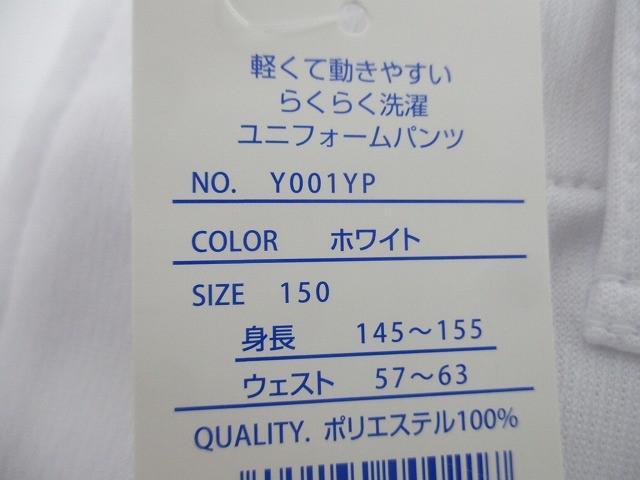 軽くて動きやすい
らくらく洗濯
ユニフォームパンツ
NO. Y001YP
COLOR ホワイト
SIZE 150
身長 145～155
ウェスト 57～63
QUALITY. ポリエステル100%